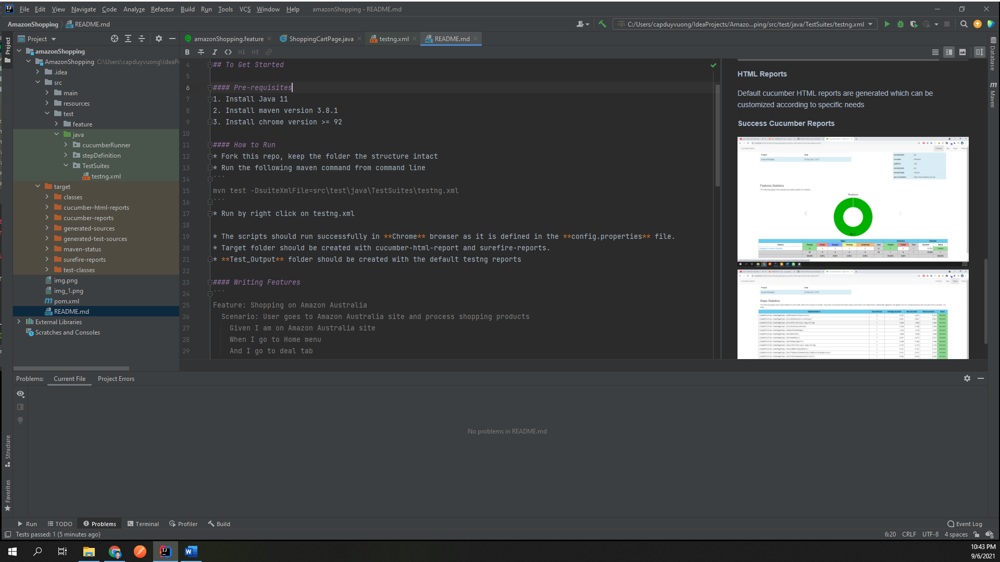 File Edit View Navigate Code Analyze Refactor Build Run Tools VCS Window Help amazonShopping - README.md
AmazonShopping README.md
C:/Users/capduyvuong/IdeaProjects/Amazo...ping/src/test/java/TestSuites/testng.xml
Project
amazonShopping.feature
ShoppingCartPage.java
testng.xml
README.md
Project
Structure
Favorites
amazonShopping
AmazonShopping C:\Users\capduyvuong\IdeaPr
.idea
src
main
resources
test
feature
java
cucumberRunner
stepDefinition
TestSuites
testng.xml
target
classes
cucumber-html-reports
cucumber-reports
generated-sources
generated-test-sources
maven-status
surefire-reports
test-classes
img.png
img_1.png
pom.xml
README.md
External Libraries
Scratches and Consoles
4 ## To Get Started
5
6 #### Pre-requisites
7 1. Install Java 11
8 2. Install maven version 3.8.1
9 3. Install chrome version >= 92
10
11 #### How to Run
12 * Fork this repo, keep the folder the structure intact
13 * Run the following maven command from command line
14 ```
15 mvn test -DsuiteXmlFile=src\test\java\TestSuites\testng.xml
16 ```
17 * Run by right click on testng.xml
18
19 * The scripts should run successfully in **Chrome** browser as it is defined in the **config.properties** file.
20 * Target folder should be created with cucumber-html-report and surefire-reports.
21 * **Test_Output** folder should be created with the default testng reports
22
23 #### Writing Features
24 ```
25 Feature: Shopping on Amazon Australia
26 Scenario: User goes to Amazon Australia site and process shopping products
27 Given I am on Amazon Australia site
28 When I go to Home menu
29 And I go to deal tab
HTML Reports
Default cucumber HTML reports are generated which can be
customized according to specific needs
Success Cucumber Reports
Project Date
Features Statistics
Features
Project Date
Steps Statistics
Database
Maven
Problems: Current File Project Errors
No problems in README.md
Run TODO Problems Terminal Profiler Build Event Log
Tests passed: 1 (5 minutes ago) 6:20 CRLF UTF-8 4 spaces
10:43 PM
9/6/2021